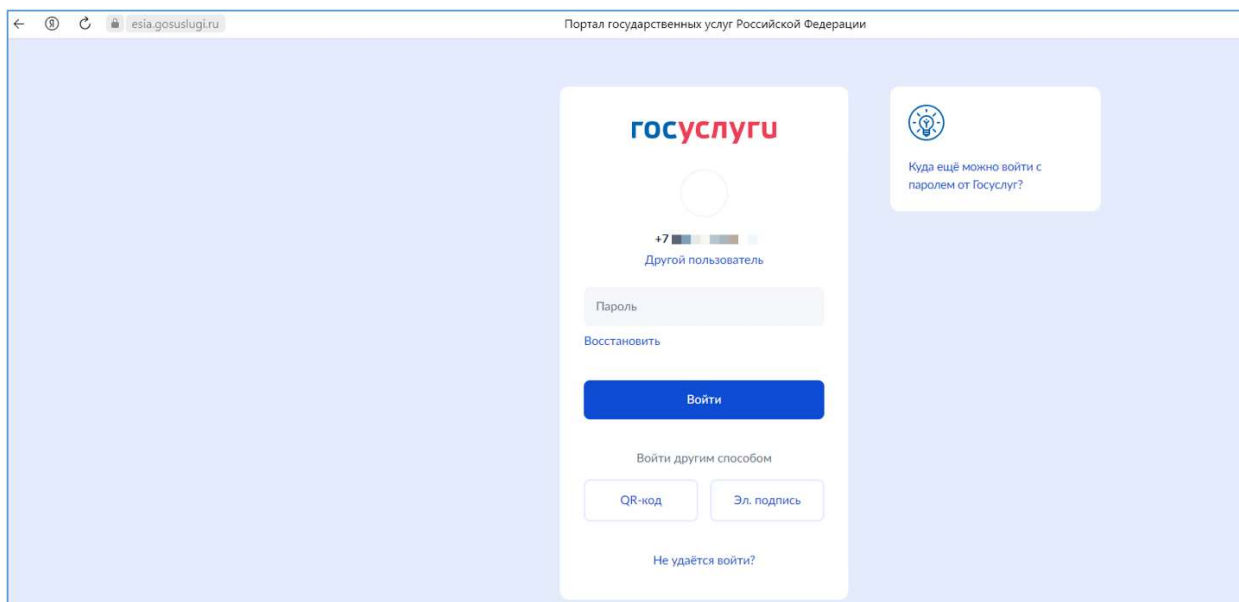 esia.gosuslugi.ru
Портал государственных услуг Российской Федерации
госуслуги
Куда ещё можно войти с
паролем от Госуслуг?
+7
Другой пользователь
Пароль
Восстановить
Войти
Войти другим способом
QR-код
Эл. подпись
Не удаётся войти?